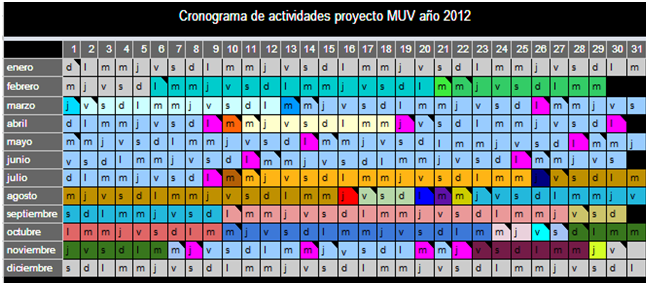 Cronograma de actividades proyecto MUV año 2012
1 2 3 4 5 6 7 8 9 10 11 12 13 14 15 16 17 18 19 20 21 22 23 24 25 26 27 28 29 30 31
enero d l m m j v s d l m m j v s d l m m j v s d l m m j v s d l m
febrero m j v s d l m m j v s d l m m j v s d l m m j v s d l m m
marzo j v s d l m m j v s d l m m j v s d l m m j v s d l m m j v s
abril d l m m j v s d l m m j v s d l m m j v s d l m m j v s d l
mayo m m j v s d l m m j v s d l m m j v s d l m m j v s d l m m j
junio v s d l m m j v s d l m m j v s d l m m j v s d l m m j v s
julio d l m m j v s d l m m j v s d l m m j v s d l m m v s d l m
agosto m j v s d l m m j v s d l m m j v s d l m m j v s d l m m j v
septiembre s d l m m j v s d l m m j v s d l m m j v s d l m m j v s d
octubre l m m j v s d l m m j v s d l m m j v s d l m m j v s d l m m
noviembre j v s d l m m j v s d l m m j v s d l m m j v s d l m m j v
diciembre s d l m m j v s d l m m j v s d l m m j v s d l m m j v s d l